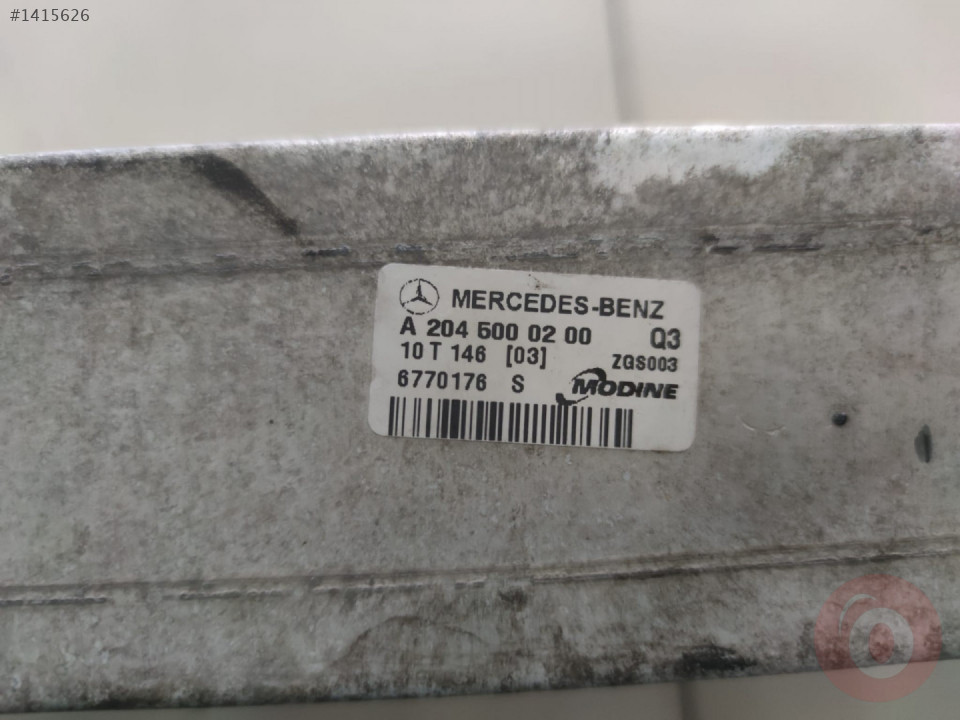 #1415626
MERCEDES-BENZ
A 204 500 02 00 Q3
10 T 146 [03] ZGS003
6770176 S MODINE